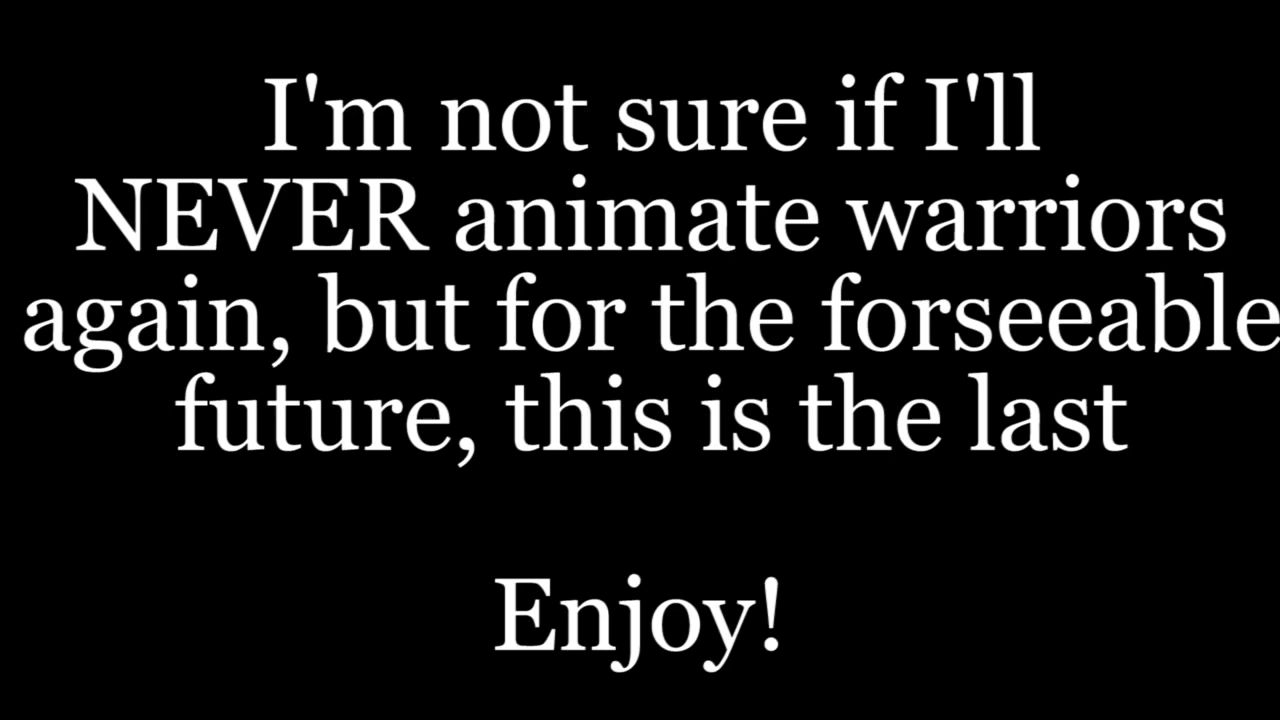 I'm not sure if I'll
NEVER animate warriors
again, but for the forseeable
future, this is the last
Enjoy!